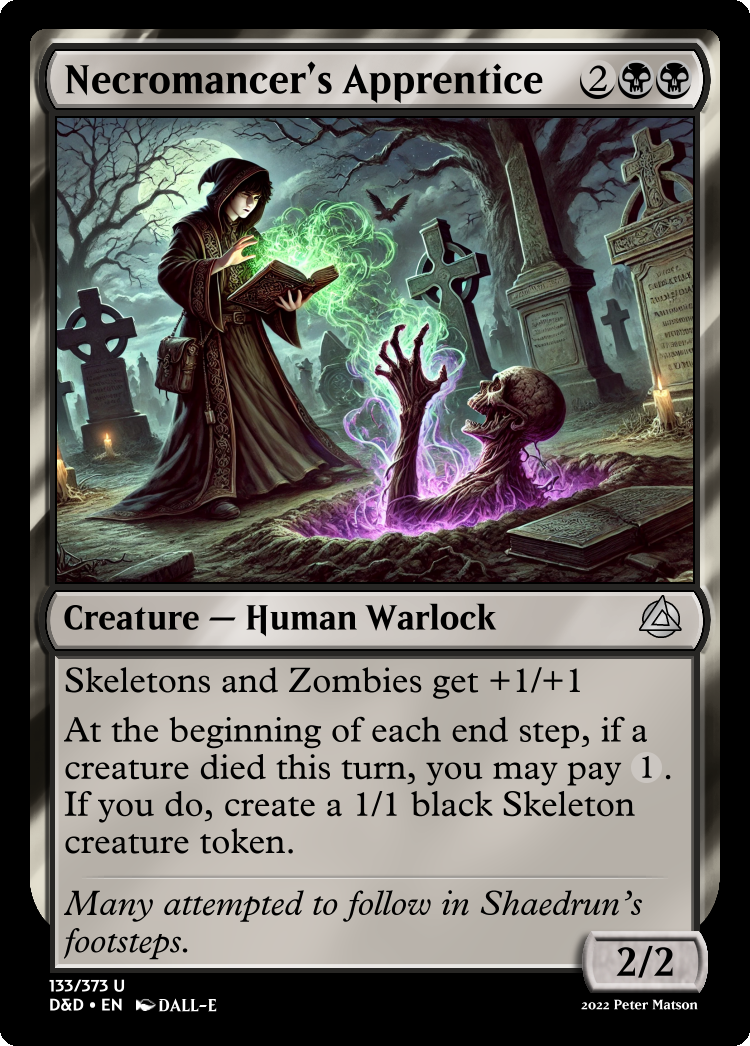 Necromancer's Apprentice 2
Creature — Human Warlock
Skeletons and Zombies get +1/+1
At the beginning of each end step, if a
creature died this turn, you may pay 1.
If you do, create a 1/1 black Skeleton
creature token.
Many attempted to follow in Shaedrun's
footsteps.
2/2
133/373 U
D&D • EN DALL-E
2022 Peter Matson